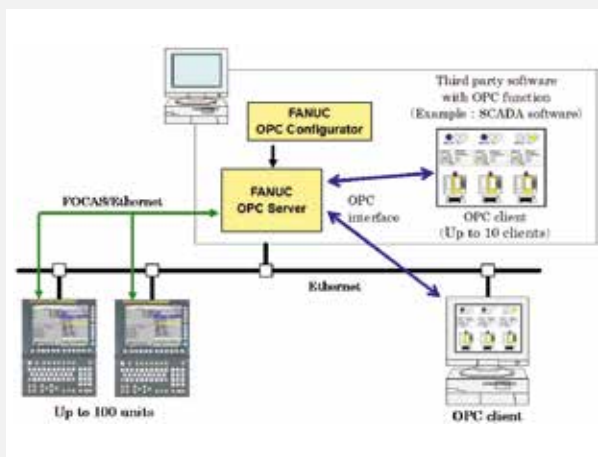 Third party software
with OPC function
(Example : SCADA software)
FANUC
OPC Configurator
FANUC
OPC Server
FOCAS/Ethernet
OPC
interface
OPC client
(Up to 10 clients)
Ethernet
Up to 100 units
OPC client